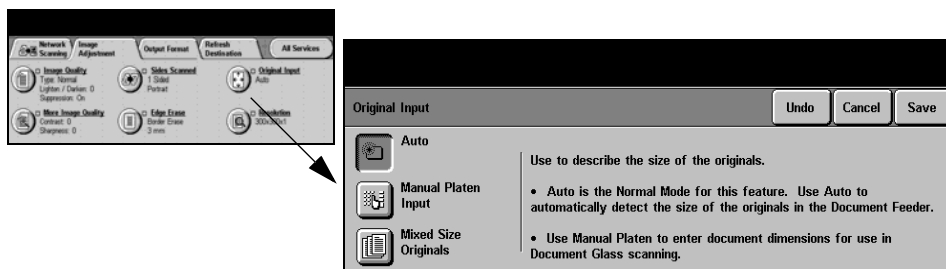 Network Scanning
Image Adjustment
Output Format
Refresh Destination
All Services
Image Quality
Type: Normal
Lighten / Darken: 0
Suppression: On
Sides Scanned
1 Sided
Portrait
Original Input
Auto
More Image Quality
Contrast: 0
Sharpness: 0
Edge Erase
Border Erase
3 mm
Resolution
300x300x1
Original Input
Undo
Cancel
Save
Auto
Manual Platen
Input
Mixed Size
Originals
Use to describe the size of the originals.
• Auto is the Normal Mode for this feature. Use Auto to
automatically detect the size of the originals in the Document Feeder.
• Use Manual Platen to enter document dimensions for use in
Document Glass scanning.